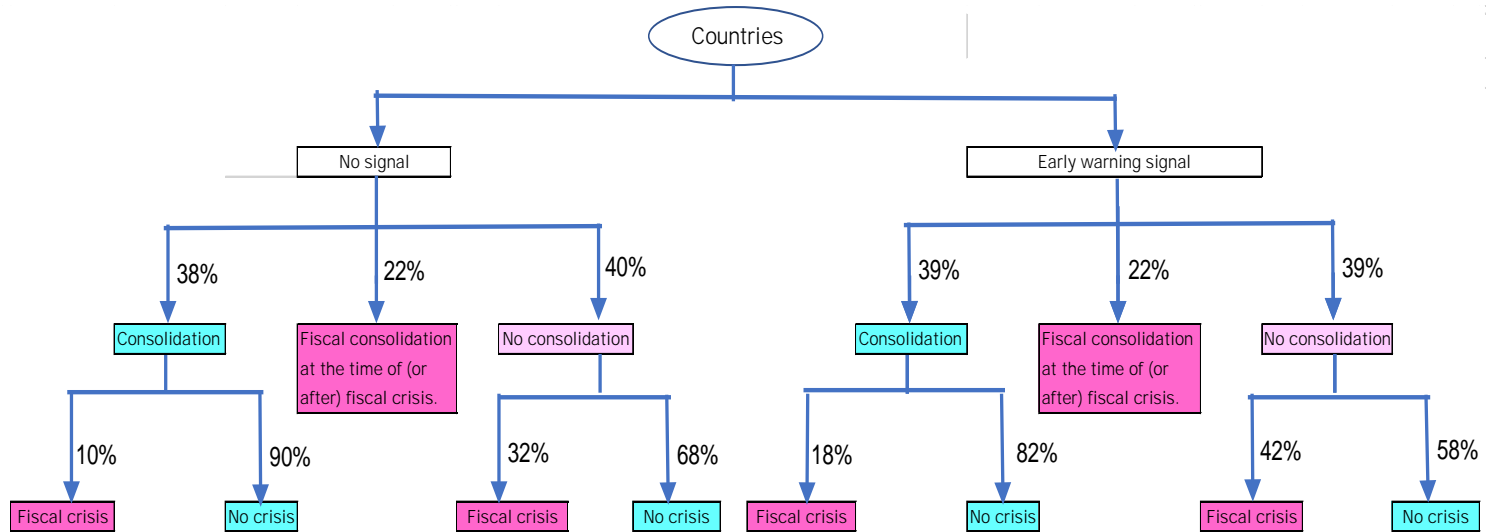 Countries
No signal
Early warning signal
38%
22%
40%
39%
22%
39%
Consolidation
Fiscal consolidation
at the time of (or
after) fiscal crisis.
No consolidation
Consolidation
Fiscal consolidation
at the time of (or
after) fiscal crisis.
No consolidation
10%
90%
32%
68%
18%
82%
42%
58%
Fiscal crisis
No crisis
Fiscal crisis
No crisis
Fiscal crisis
No crisis
Fiscal crisis
No crisis